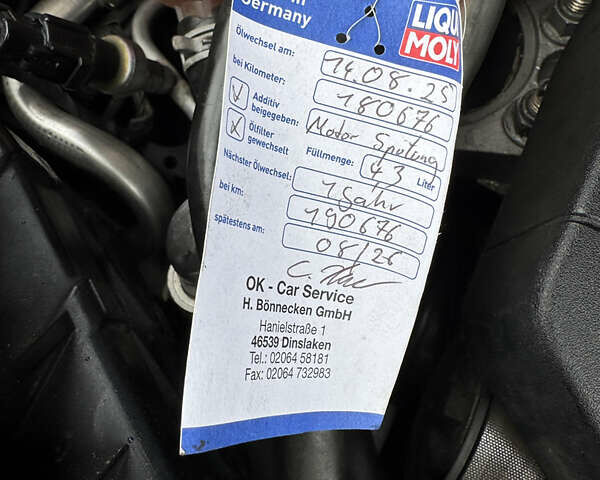 in
Germany
LIQUI
MOLY
Ölwechsel am: 14.08.25
bei Kilometer: 180676
Additiv
beigegeben: Motor Spülung
Ölfilter
gewechselt
Füllmenge: 4,3 Liter
Nächster Ölwechsel: 1 Jahr
bei km: 190676
spätestens am: 08/26
OK - Car Service
H. Bönnecken GmbH
Hanielstraße 1
46539 Dinslaken
Tel.: 02064 58181
Fax: 02064 732983